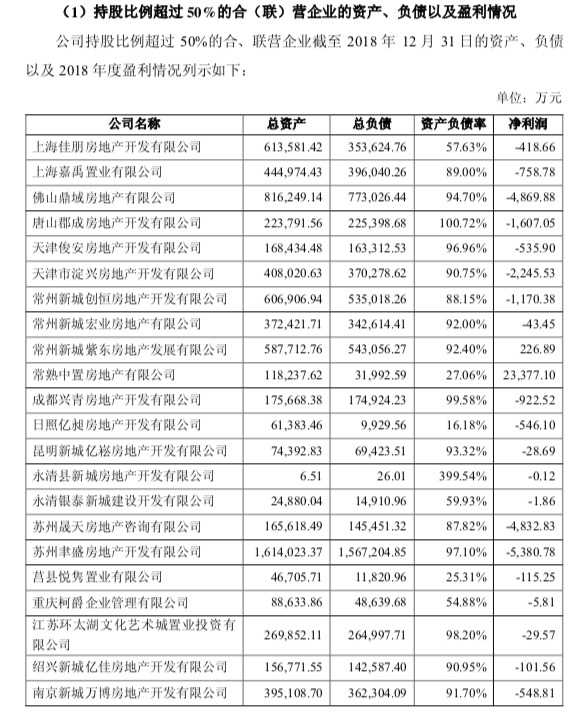 （1）持股比例超过 50%的合（联）营企业的资产、负债以及盈利情况
公司持股比例超过 50%的合、联营企业截至 2018 年 12 月 31 日的资产、负债
以及 2018 年度盈利情况列示如下：
单位：万元
公司名称 总资产 总负债 资产负债率 净利润
上海佳朋房地产开发有限公司 613,581.42 353,624.76 57.63% -418.66
上海嘉禹置业有限公司 444,974.43 396,040.26 89.00% -758.78
佛山鼎域房地产有限公司 816,249.14 773,026.44 94.70% -4,869.88
唐山郡成房地产开发有限公司 223,791.56 225,398.68 100.72% -1,607.05
天津俊安房地产开发有限公司 168,434.48 163,312.53 96.96% -535.90
天津市淀兴房地产开发有限公司 408,020.63 370,278.62 90.75% -2,245.53
常州新城创恒房地产开发有限公司 606,906.94 535,018.26 88.15% -1,170.38
常州新城宏业房地产有限公司 372,421.71 342,614.41 92.00% -43.45
常州新城紫东房地产发展有限公司 587,712.76 543,056.27 92.40% 226.89
常熟中置房地产有限公司 118,237.62 31,992.59 27.06% 23,377.10
成都兴青房地产开发有限公司 175,668.38 174,924.23 99.58% -922.52
日照亿昶房地产开发有限公司 61,383.46 9,929.56 16.18% -546.10
昆明新城亿崧房地产开发有限公司 74,392.83 69,423.51 93.32% -28.69
永清县新城房地产开发有限公司 6.51 26.01 399.54% -0.12
永清银泰新城建设开发有限公司 24,880.04 14,910.96 59.93% -1.86
苏州晟天房地产咨询有限公司 165,618.49 145,451.32 87.82% -4,832.83
苏州聿盛房地产开发有限公司 1,614,023.37 1,567,204.85 97.10% -5,380.78
莒县悦隽置业有限公司 46,705.71 11,820.96 25.31% -115.25
重庆柯爵企业管理有限公司 88,633.86 48,639.68 54.88% -5.81
江苏环太湖文化艺术城置业投资有
限公司 269,852.11 264,997.71 98.20% -29.57
绍兴新城亿佳房地产开发有限公司 156,771.55 142,587.40 90.95% -101.56
南京新城万博房地产开发有限公司 395,108.70 362,304.09 91.70% -548.81